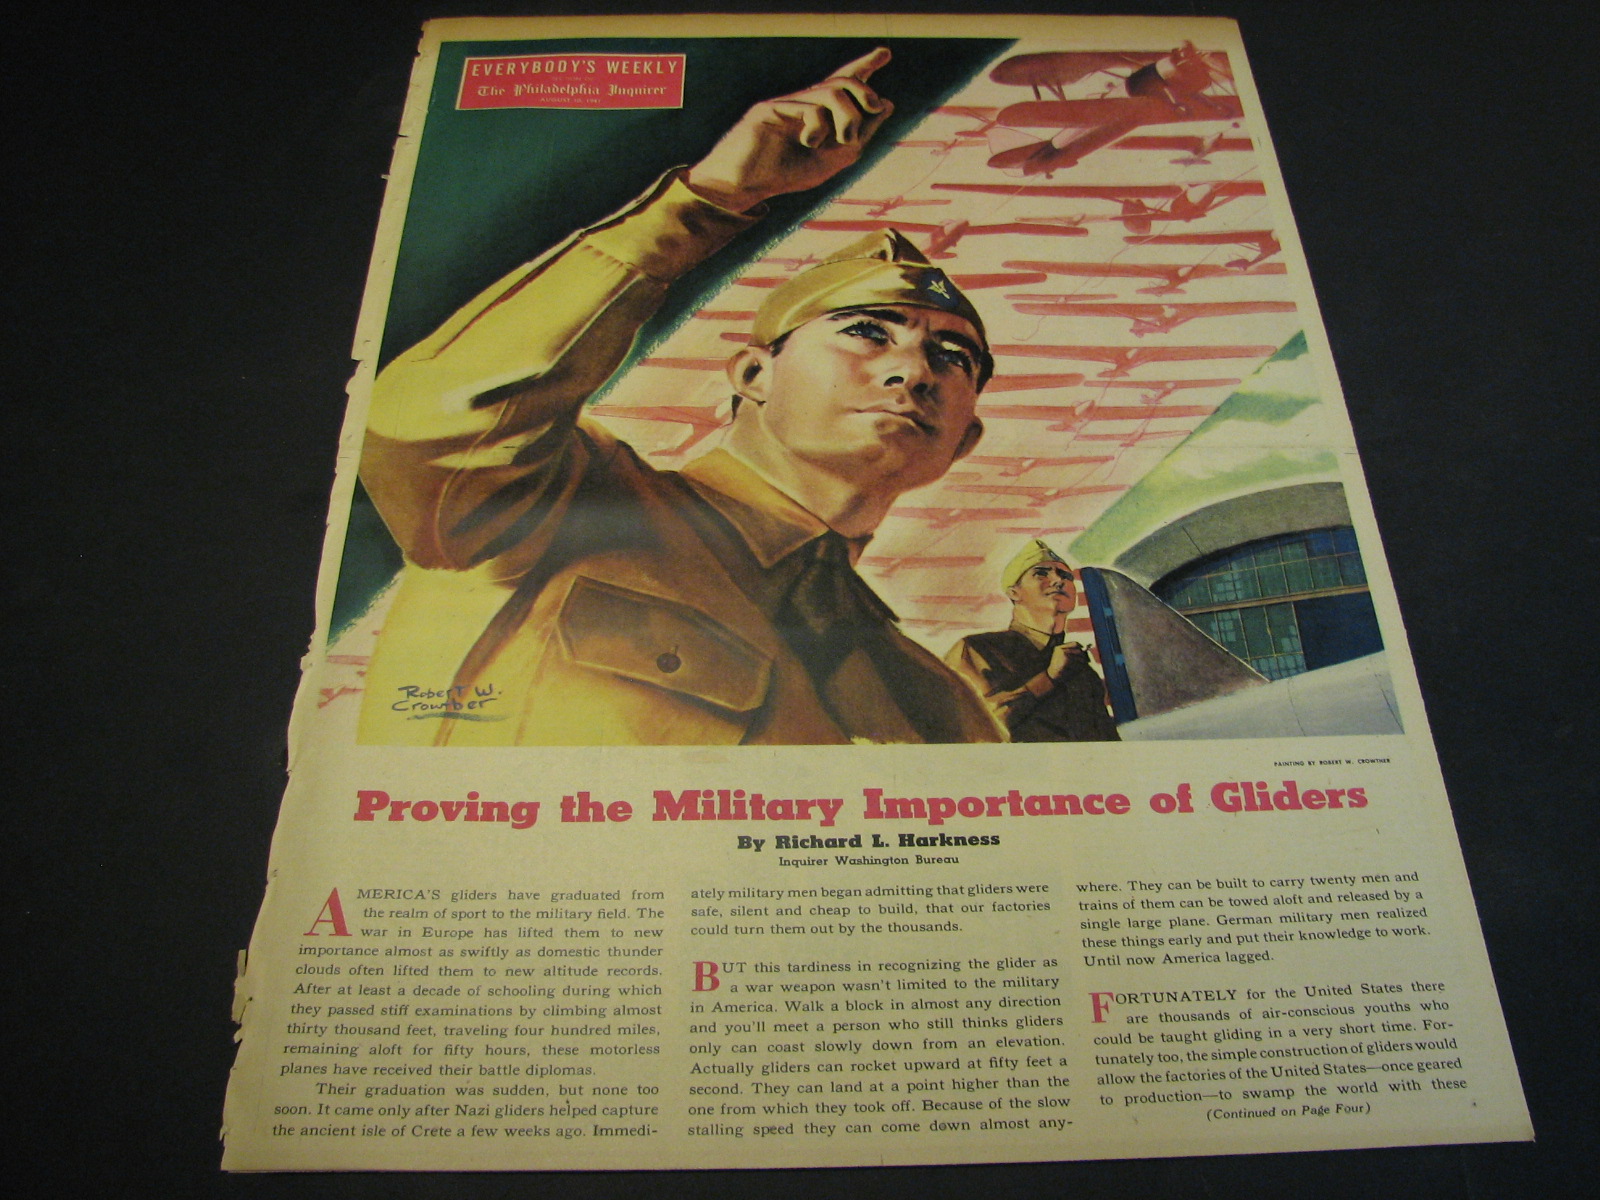 EVERYBODY'S WEEKLY
The Philadelphia Inquirer
AUGUST 10, 1941
Robert W.
Crowther
PAINTING BY ROBERT W. CROWTHER
Proving the Military Importance of Gliders
By Richard L. Harkness
Inquirer Washington Bureau
AMERICA'S gliders have graduated from
the realm of sport to the military field. The
war in Europe has lifted them to new
importance almost as swiftly as domestic thunder
clouds often lifted them to new altitude records.
After at least a decade of schooling during which
they passed stiff examinations by climbing almost
thirty thousand feet, traveling four hundred miles,
remaining aloft for fifty hours, these motorless
planes have received their battle diplomas.
Their graduation was sudden, but none too
soon. It came only after Nazi gliders helped capture
the ancient isle of Crete a few weeks ago. Immedi-
ately military men began admitting that gliders were
safe, silent and cheap to build, that our factories
could turn them out by the thousands.
BUT this tardiness in recognizing the glider as
a war weapon wasn't limited to the military
in America. Walk a block in almost any direction
and you'll meet a person who still thinks gliders
only can coast slowly down from an elevation.
Actually gliders can rocket upward at fifty feet a
second. They can land at a point higher than the
one from which they took off. Because of the slow
stalling speed they can come down almost any-
where. They can be built to carry twenty men and
trains of them can be towed aloft and released by a
single large plane. German military men realized
these things early and put their knowledge to work.
Until now America lagged.
FORTUNATELY for the United States there
are thousands of air-conscious youths who
could be taught gliding in a very short time. For-
tunately too, the simple construction of gliders would
allow the factories of the United States—once geared
to production—to swamp the world with these
(Continued on Page Four)